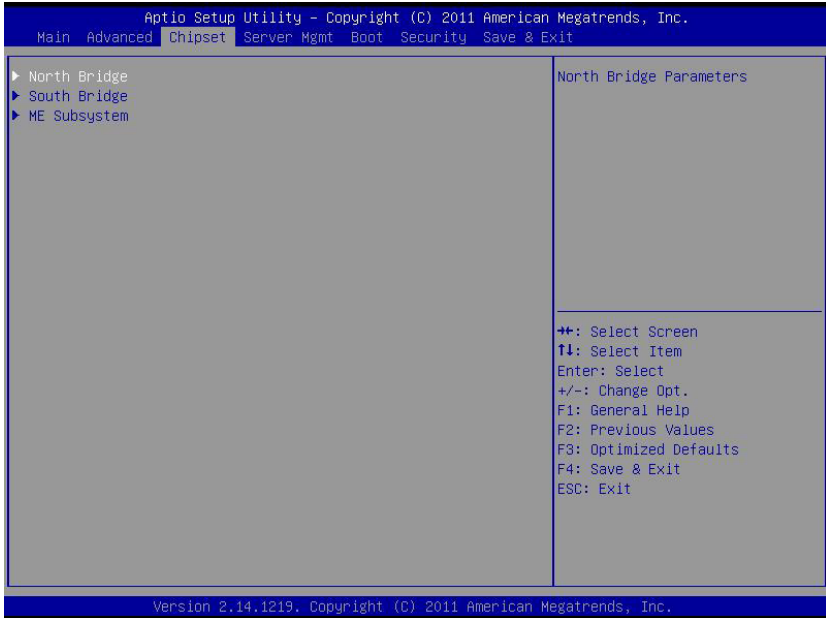 Aptio Setup Utility – Copyright (C) 2011 American Megatrends, Inc.
Main Advanced Chipset Server Mgmt Boot Security Save & Exit
▶ North Bridge
▶ South Bridge
▶ ME Subsystem
North Bridge Parameters
→←: Select Screen
↑↓: Select Item
Enter: Select
+/-: Change Opt.
F1: General Help
F2: Previous Values
F3: Optimized Defaults
F4: Save & Exit
ESC: Exit
Version 2.14.1219. Copyright (C) 2011 American Megatrends, Inc.